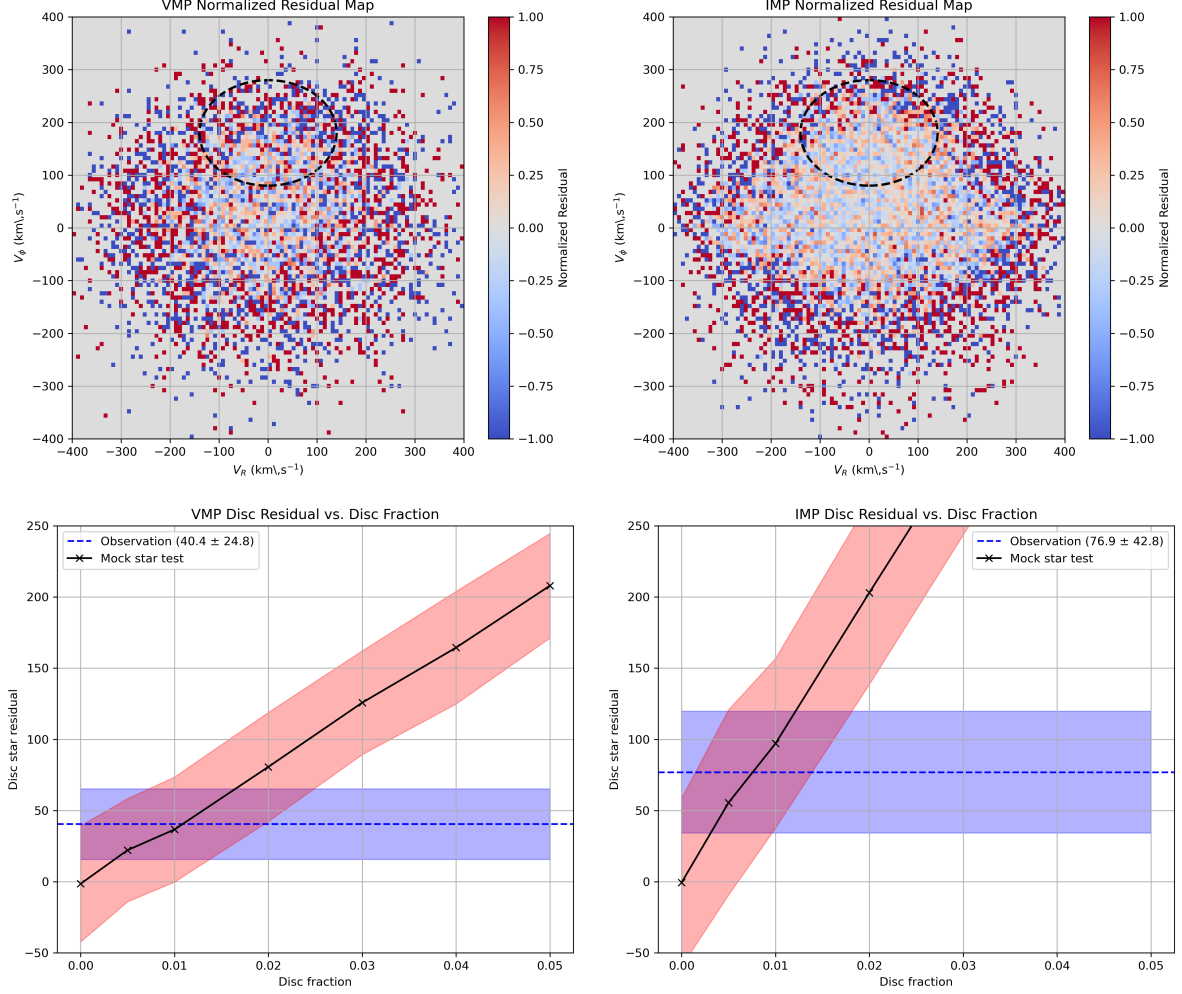 VMP Normalized Residual Map
400
300
200
100
0
−100
−200
−300
−400
−400 −300 −200 −100 0 100 200 300 400
V_R (km\,s⁻¹)
V_ϕ (km\,s⁻¹)
1.00
0.75
0.50
0.25
0.00
−0.25
−0.50
−0.75
−1.00
Normalized Residual
IMP Normalized Residual Map
400
300
200
100
0
−100
−200
−300
−400
−400 −300 −200 −100 0 100 200 300 400
V_R (km\,s⁻¹)
V_ϕ (km\,s⁻¹)
1.00
0.75
0.50
0.25
0.00
−0.25
−0.50
−0.75
−1.00
Normalized Residual
VMP Disc Residual vs. Disc Fraction
Observation (40.4 ± 24.8)
Mock star test
250
200
150
100
50
0
−50
0.00 0.01 0.02 0.03 0.04 0.05
Disc fraction
Disc star residual
IMP Disc Residual vs. Disc Fraction
Observation (76.9 ± 42.8)
Mock star test
250
200
150
100
50
0
−50
0.00 0.01 0.02 0.03 0.04 0.05
Disc fraction
Disc star residual